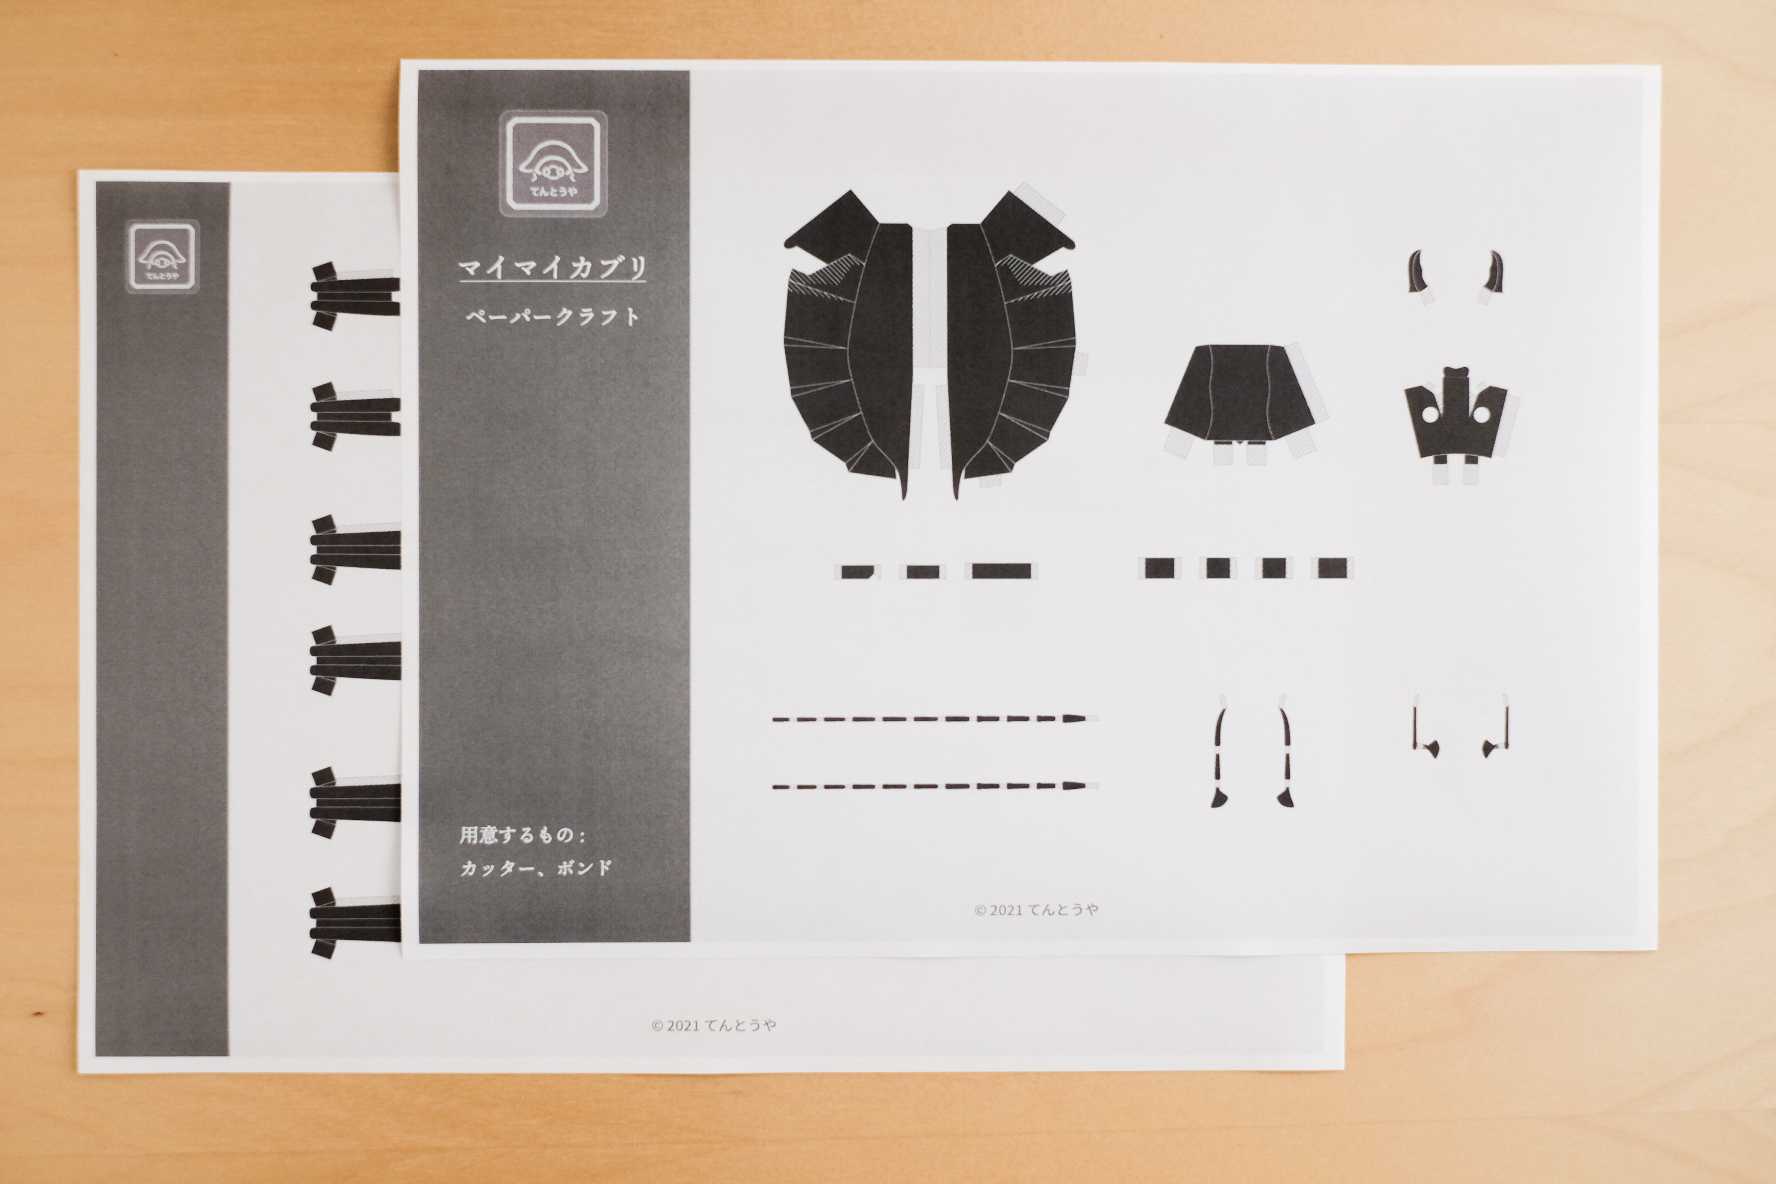 てんとうや
マイマイカブリ
ペーパークラフト
用意するもの:
カッター、ボンド
© 2021 てんとうや
てんとうや
© 2021 てんとうや